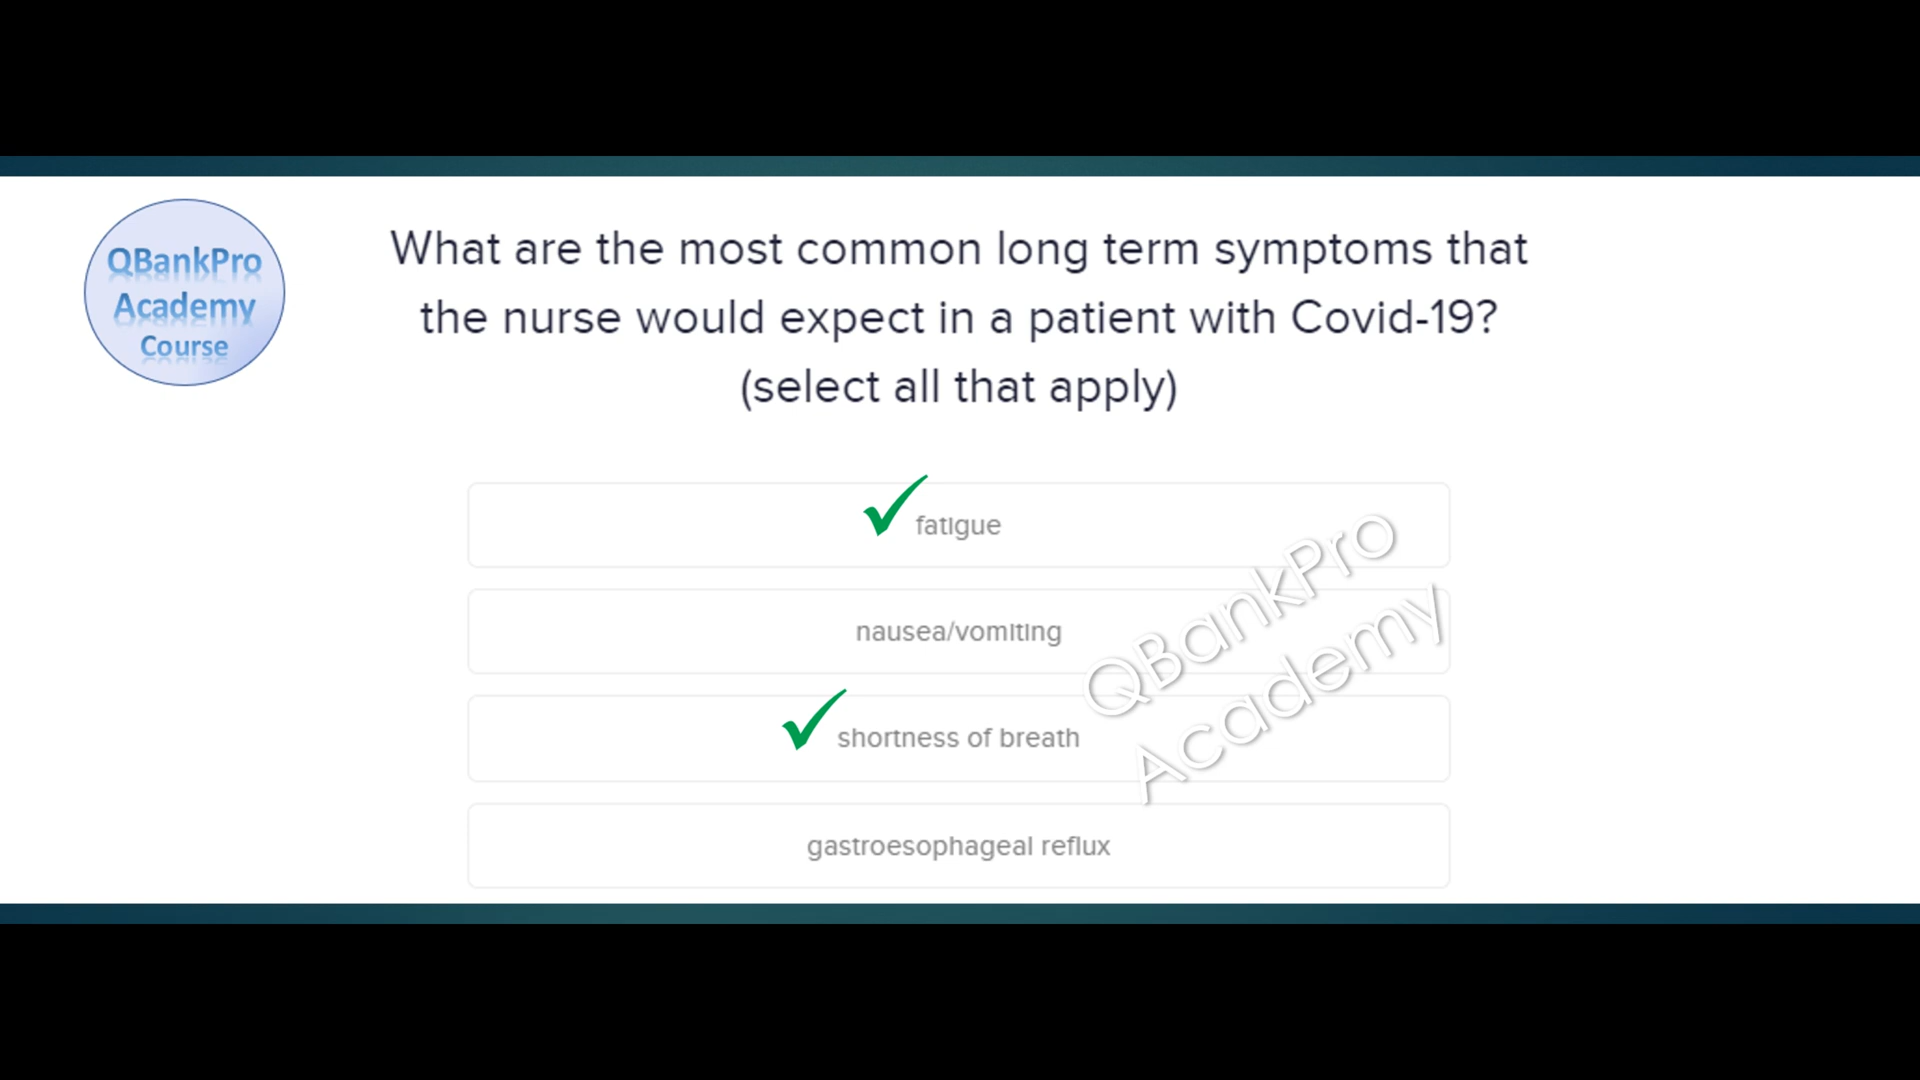 QBankPro
Academy
Course
What are the most common long term symptoms that
the nurse would expect in a patient with Covid-19?
(select all that apply)
fatigue
nausea/vomiting
shortness of breath
gastroesophageal reflux
QBankPro
Academy